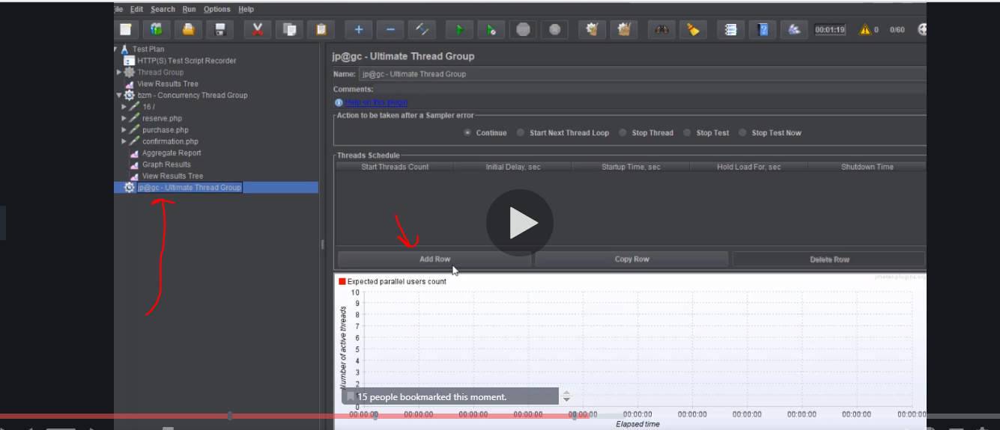 ile Edit Search Run Options Help
00:01:19 0 0/60
Test Plan
HTTP(S) Test Script Recorder
Thread Group
View Results Tree
bzm - Concurrency Thread Group
16 /
reserve.php
purchase.php
confirmation.php
Aggregate Report
Graph Results
View Results Tree
jp@gc - Ultimate Thread Group
jp@gc - Ultimate Thread Group
Name: jp@gc - Ultimate Thread Group
Comments:
Help on this plugin
Action to be taken after a Sampler error
Continue Start Next Thread Loop Stop Thread Stop Test Stop Test Now
Threads Schedule
Start Threads Count Initial Delay, sec Startup Time, sec Hold Load For, sec Shutdown Time
Add Row Copy Row Delete Row
jmeter-plugins.org
Expected parallel users count
10
9
8
7
6
5
4
3
2
0
Number of active threads
15 people bookmarked this moment.
00:00:00 00:00:00 00:00:00 00:00:00 00:00:00 00:00:00 00:00:00 00:00:00 00:00:00 00:00:00 00:00:00
Elapsed time